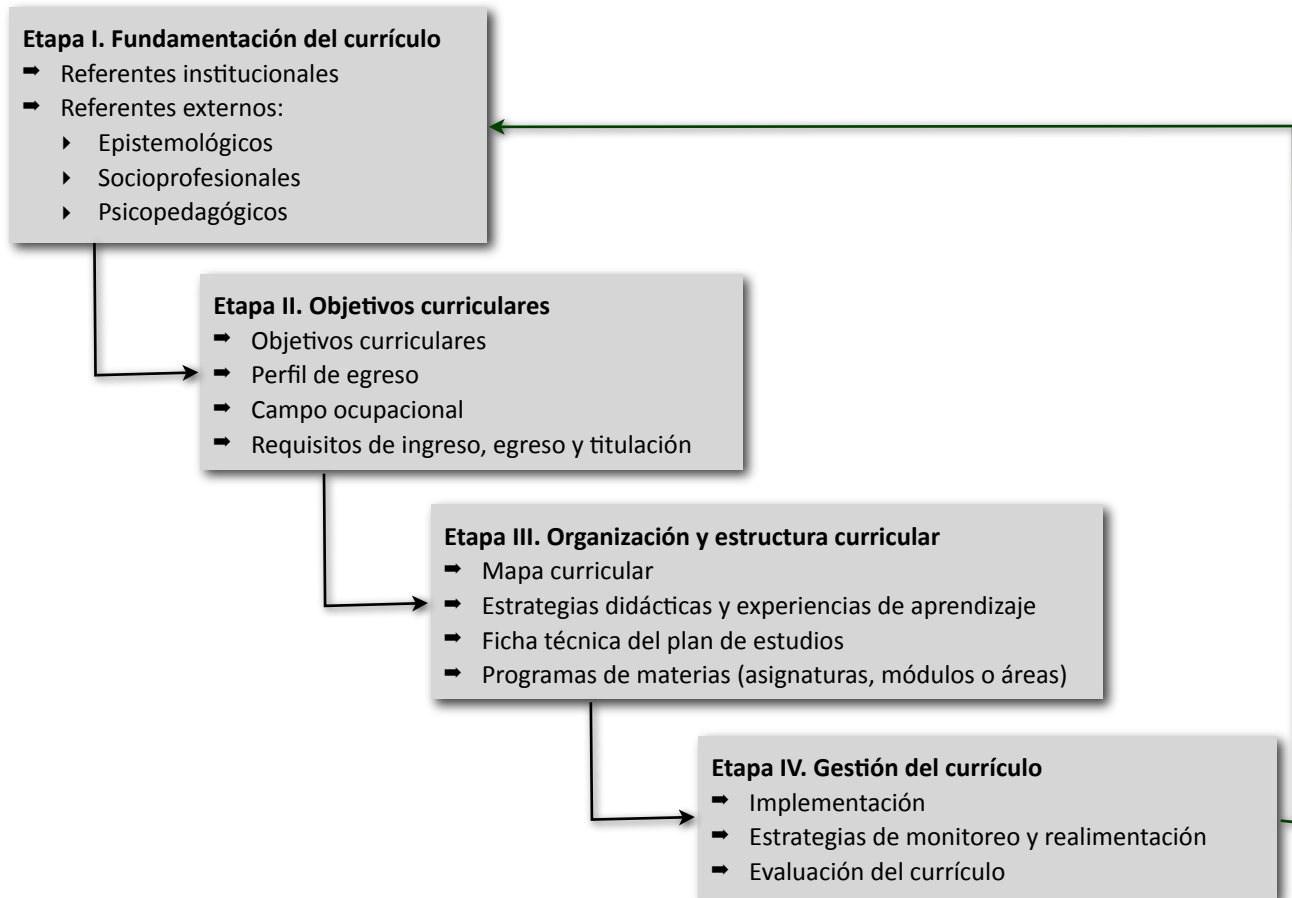 Etapa I. Fundamentación del currículo
➡ Referentes institucionales
➡ Referentes externos:
‣ Epistemológicos
‣ Socioprofesionales
‣ Psicopedagógicos
Etapa II. Objetivos curriculares
➡ Objetivos curriculares
➡ Perfil de egreso
➡ Campo ocupacional
➡ Requisitos de ingreso, egreso y titulación
Etapa III. Organización y estructura curricular
➡ Mapa curricular
➡ Estrategias didácticas y experiencias de aprendizaje
➡ Ficha técnica del plan de estudios
➡ Programas de materias (asignaturas, módulos o áreas)
Etapa IV. Gestión del currículo
➡ Implementación
➡ Estrategias de monitoreo y realimentación
➡ Evaluación del currículo